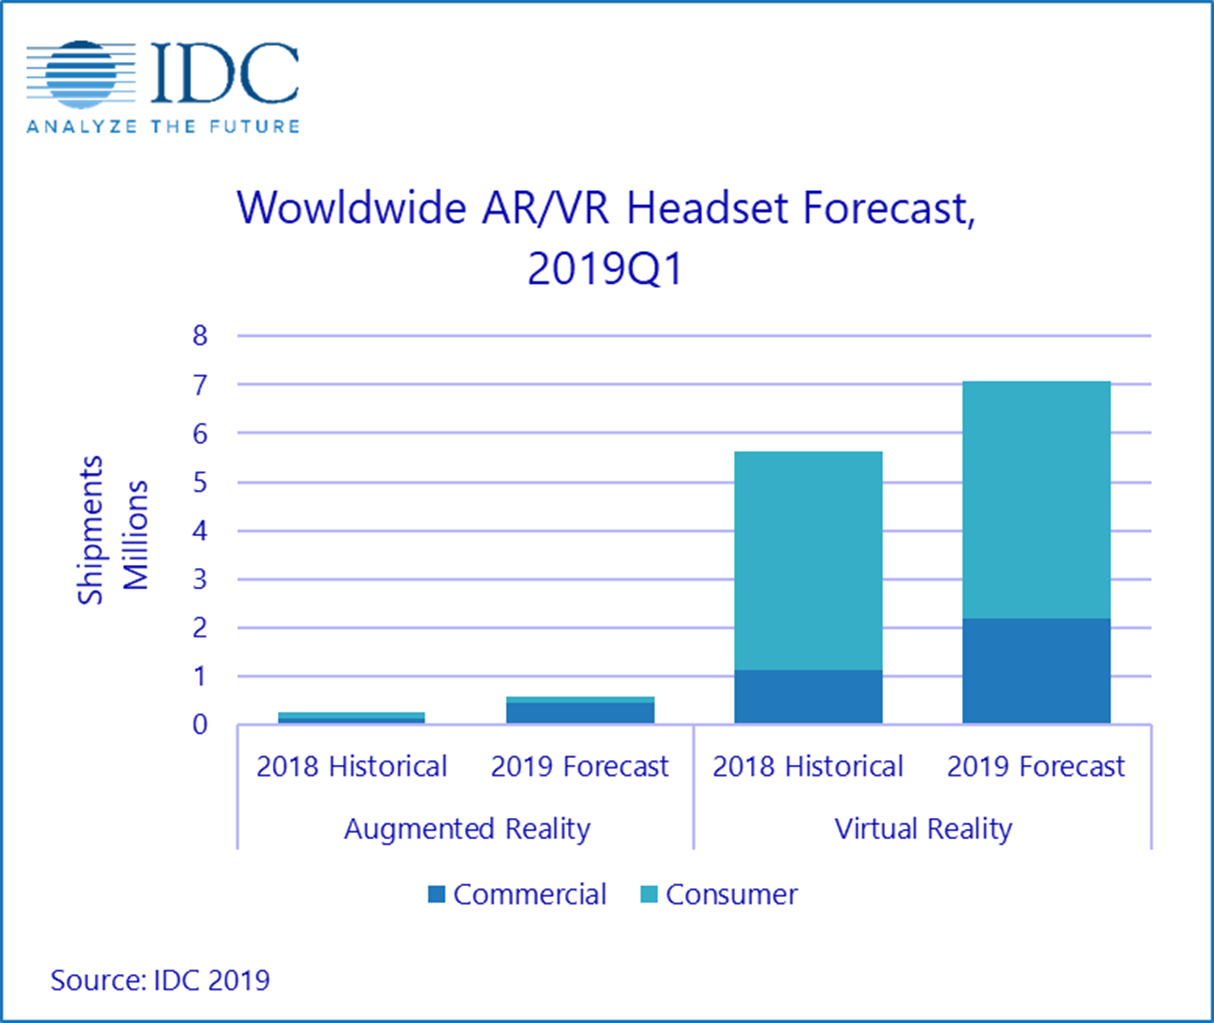 IDC
ANALYZE THE FUTURE
Wowldwide AR/VR Headset Forecast,
2019Q1
8
7
6
5
4
3
2
1
0
Shipments
Millions
2018 Historical
2019 Forecast
2018 Historical
2019 Forecast
Augmented Reality
Virtual Reality
Commercial
Consumer
Source: IDC 2019